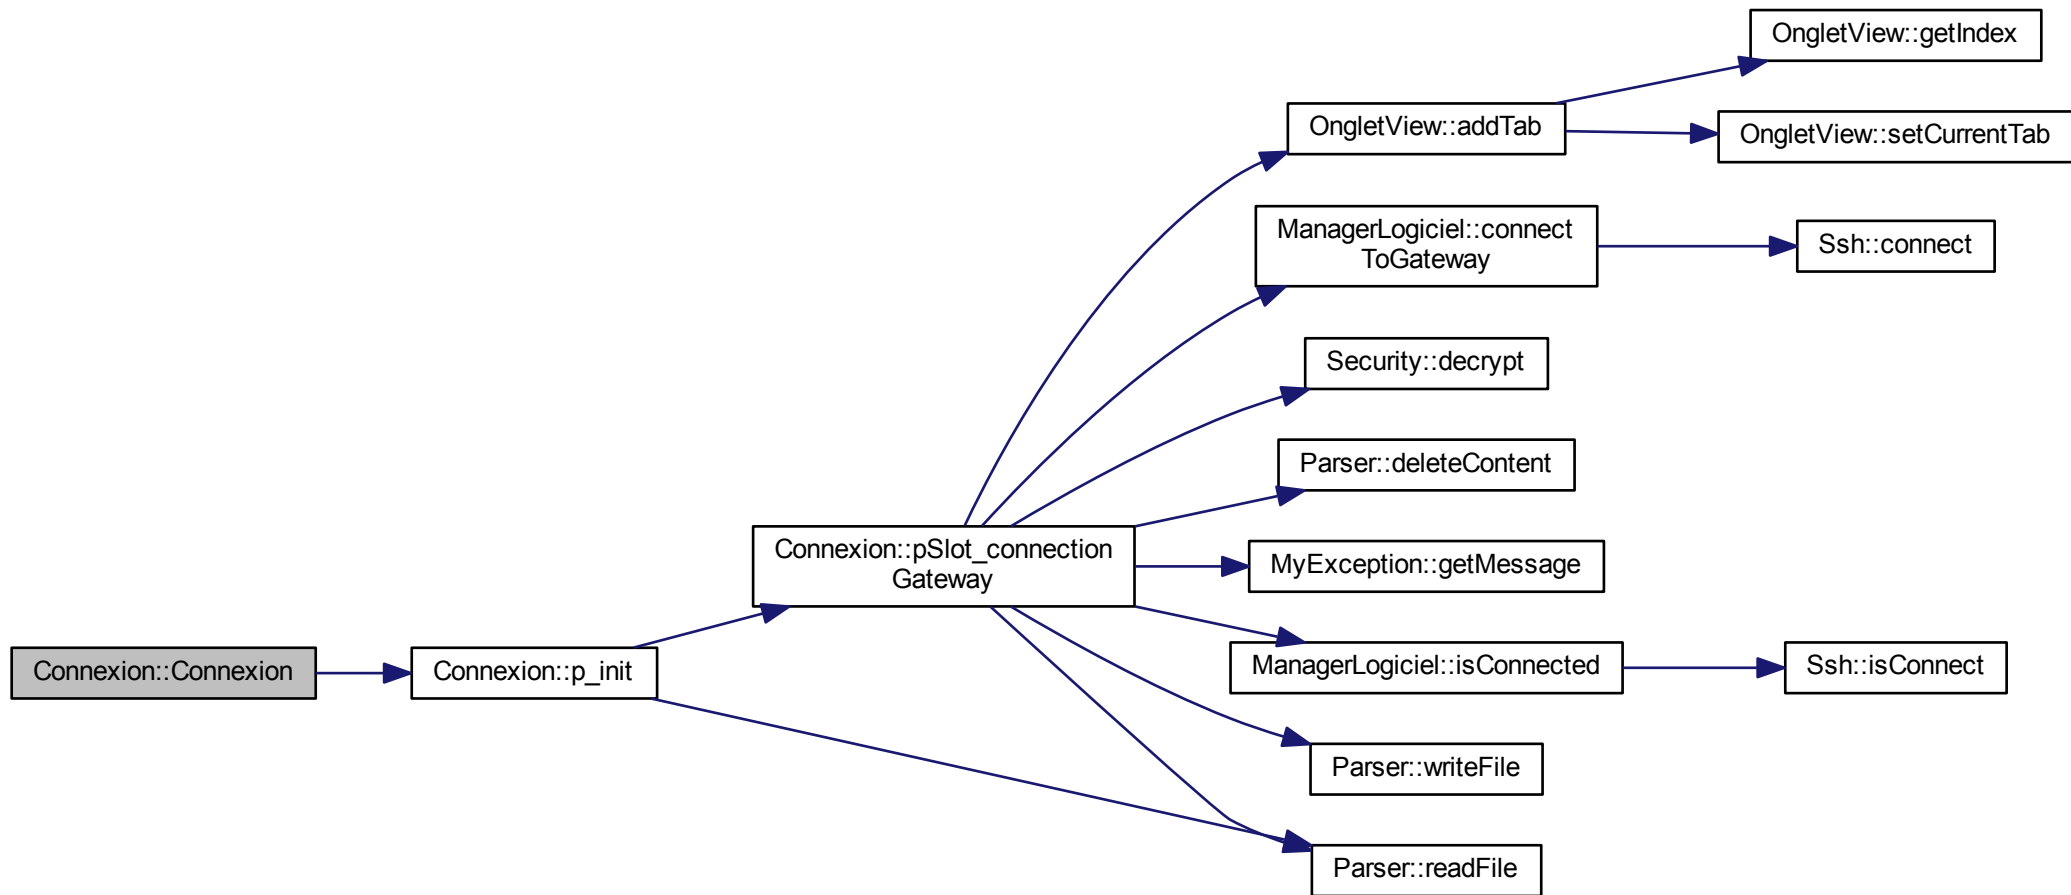 OngletView::getIndex
OngletView::addTab
OngletView::setCurrentTab
ManagerLogiciel::connect
ToGateway
Ssh::connect
Security::decrypt
Parser::deleteContent
Connexion::pSlot_connection
Gateway
MyException::getMessage
Connexion::Connexion
Connexion::p_init
ManagerLogiciel::isConnected
Ssh::isConnect
Parser::writeFile
Parser::readFile